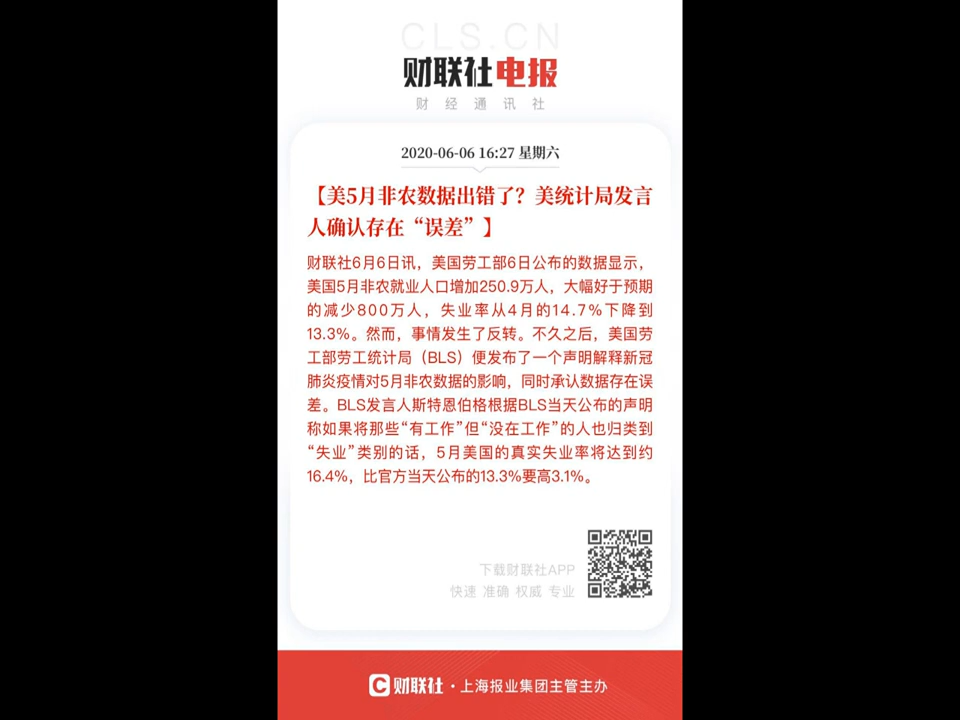 CLS.CN
财联社电报
财经通讯社
2020-06-06 16:27 星期六
【美5月非农数据出错了？美统计局发言
人确认存在“误差”】
财联社6月6日讯，美国劳工部6日公布的数据显示，
美国5月非农就业人口增加250.9万人，大幅好于预期
的减少800万人，失业率从4月的14.7%下降到
13.3%。然而，事情发生了反转。不久之后，美国劳
工部劳工统计局（BLS）便发布了一个声明解释新冠
肺炎疫情对5月非农数据的影响，同时承认数据存在误
差。BLS发言人斯特恩伯格根据BLS当天公布的声明
称如果将那些“有工作”但“没在工作”的人也归类到
“失业”类别的话，5月美国的真实失业率将达到约
16.4%，比官方当天公布的13.3%要高3.1%。
下载财联社APP
快速 准确 权威 专业
财联社·上海报业集团主管主办